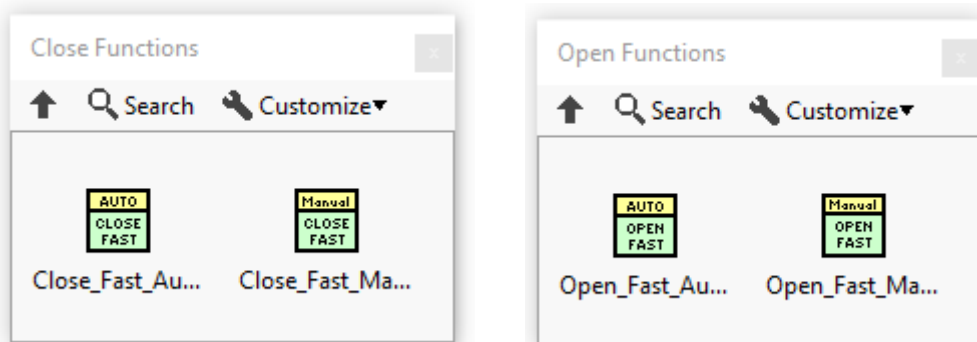 Close Functions
x
Search Customize
AUTO
CLOSE
FAST
Manual
CLOSE
FAST
Close_Fast_Au... Close_Fast_Ma...
Open Functions
x
Search Customize
AUTO
OPEN
FAST
Manual
OPEN
FAST
Open_Fast_Au... Open_Fast_Ma...